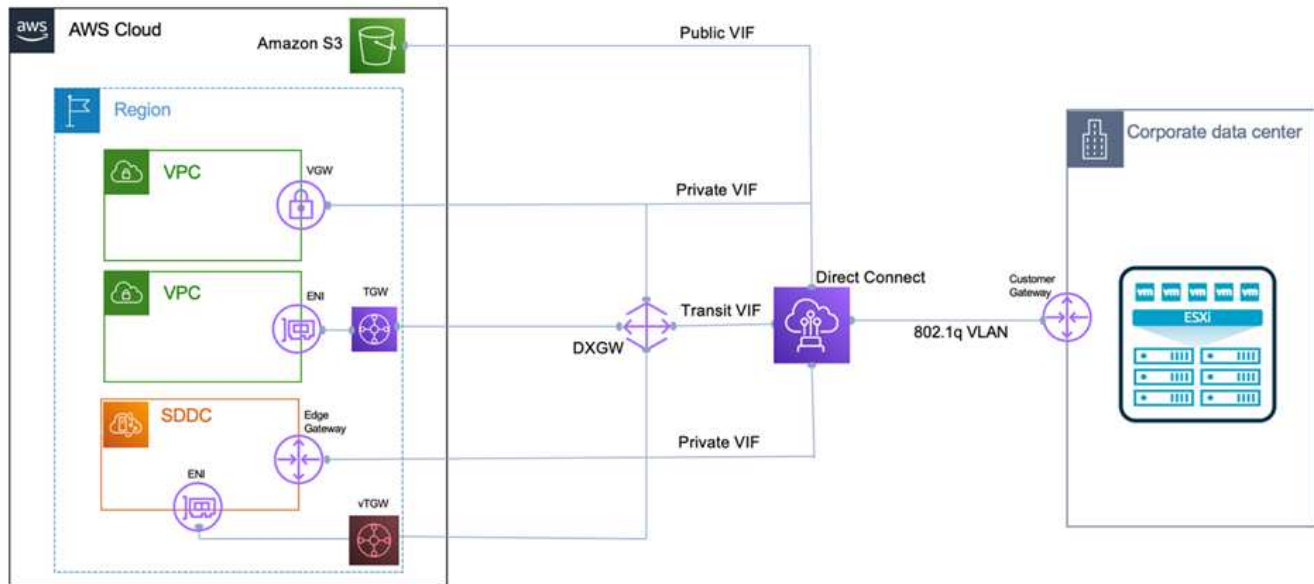 aws
AWS Cloud
Amazon S3
Public VIF
Region
Corporate data center
VPC
VGW
Private VIF
VPC
ENI
TGW
Direct Connect
Customer
Gateway
Transit VIF
DXGW
802.1q VLAN
vm vm vm vm vm
ESXi
SDDC
Edge
Gateway
Private VIF
ENI
vTGW